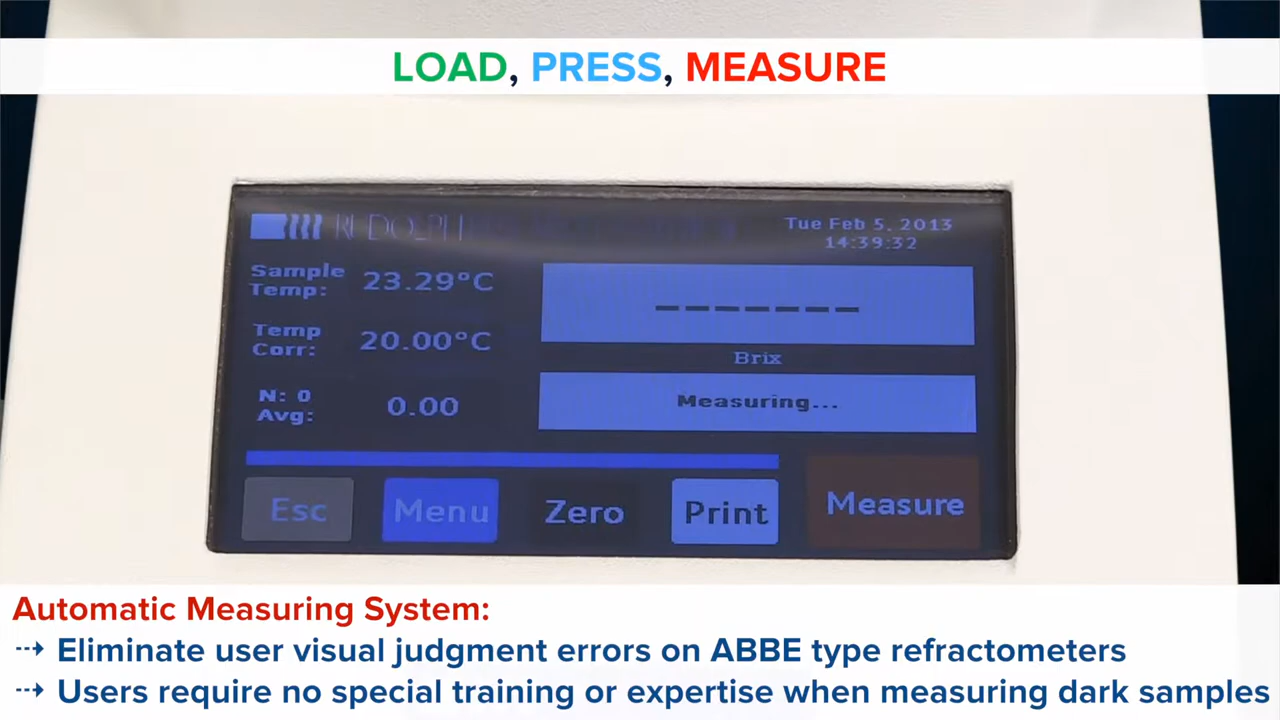 LOAD, PRESS, MEASURE
RUDOLPH
Tue Feb 5, 2013
14:39:32
Sample Temp: 23.29°C
Temp Corr: 20.00°C
N: 0
Avg: 0.00
-------
Brix
Measuring...
Esc Menu Zero Print Measure
Automatic Measuring System:
⇢ Eliminate user visual judgment errors on ABBE type refractometers
⇢ Users require no special training or expertise when measuring dark samples